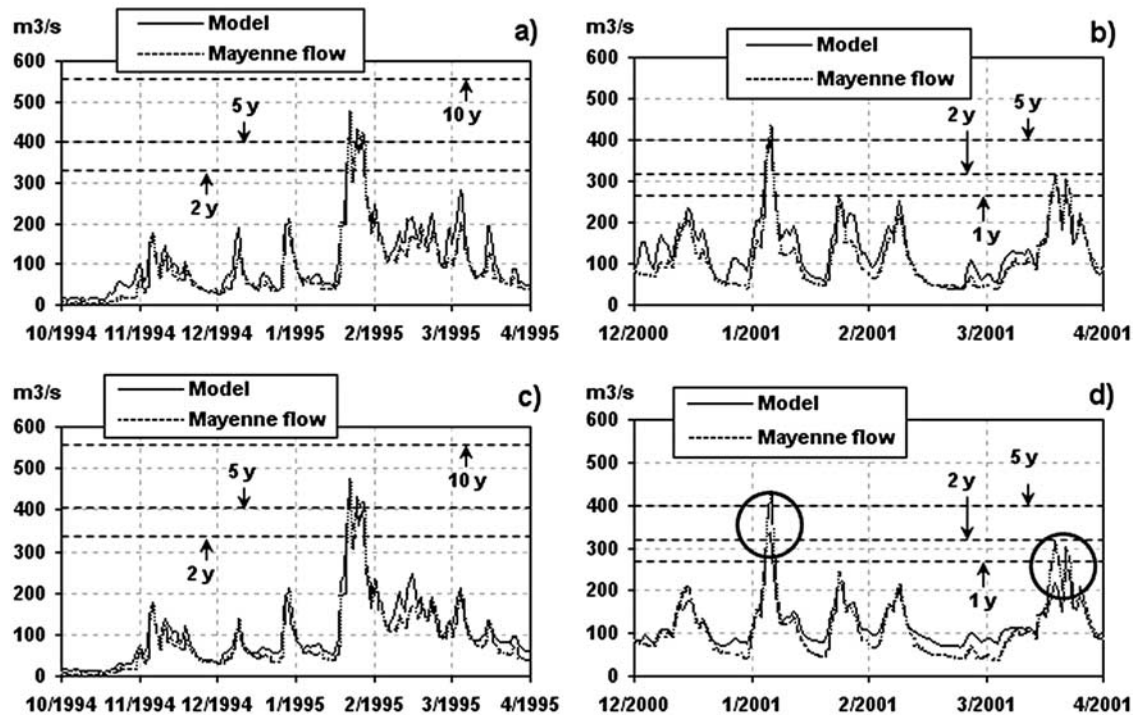 m3/s
Model
Mayenne flow
a)
600
500
400
300
200
100
0
5 y
10 y
2 y
10/1994
11/1994
12/1994
1/1995
2/1995
3/1995
4/1995
m3/s
Model
Mayenne flow
b)
600
500
400
300
200
100
0
2 y
5 y
1 y
12/2000
1/2001
2/2001
3/2001
4/2001
m3/s
Model
Mayenne flow
c)
600
500
400
300
200
100
0
5 y
10 y
2 y
10/1994
11/1994
12/1994
1/1995
2/1995
3/1995
4/1995
m3/s
Model
Mayenne flow
d)
600
500
400
300
200
100
0
2 y
5 y
1 y
12/2000
1/2001
2/2001
3/2001
4/2001